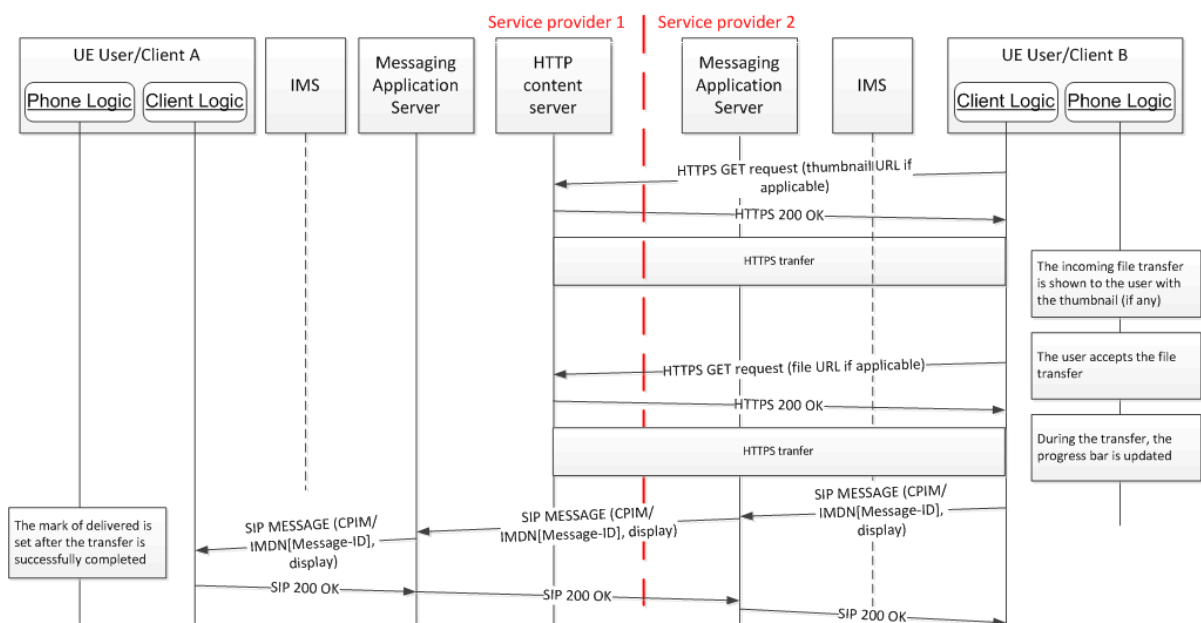 Service provider 1
Service provider 2
UE User/Client A
Phone Logic
Client Logic
IMS
Messaging
Application
Server
HTTP
content
server
Messaging
Application
Server
IMS
UE User/Client B
Client Logic
Phone Logic
HTTPS GET request (thumbnail URL if
applicable)
HTTPS 200 OK
HTTPS tranfer
The incoming file transfer
is shown to the user with
the thumbnail (if any)
The user accepts the file
transfer
HTTPS GET request (file URL if applicable)
HTTPS 200 OK
During the transfer, the
progress bar is updated
HTTPS tranfer
SIP MESSAGE (CPIM/
IMDN[Message-ID],
display)
SIP MESSAGE (CPIM/
IMDN[Message-ID], display)
SIP MESSAGE (CPIM/
IMDN[Message-ID],
display)
The mark of delivered is
set after the transfer is
successfully completed
SIP 200 OK
SIP 200 OK
SIP 200 OK